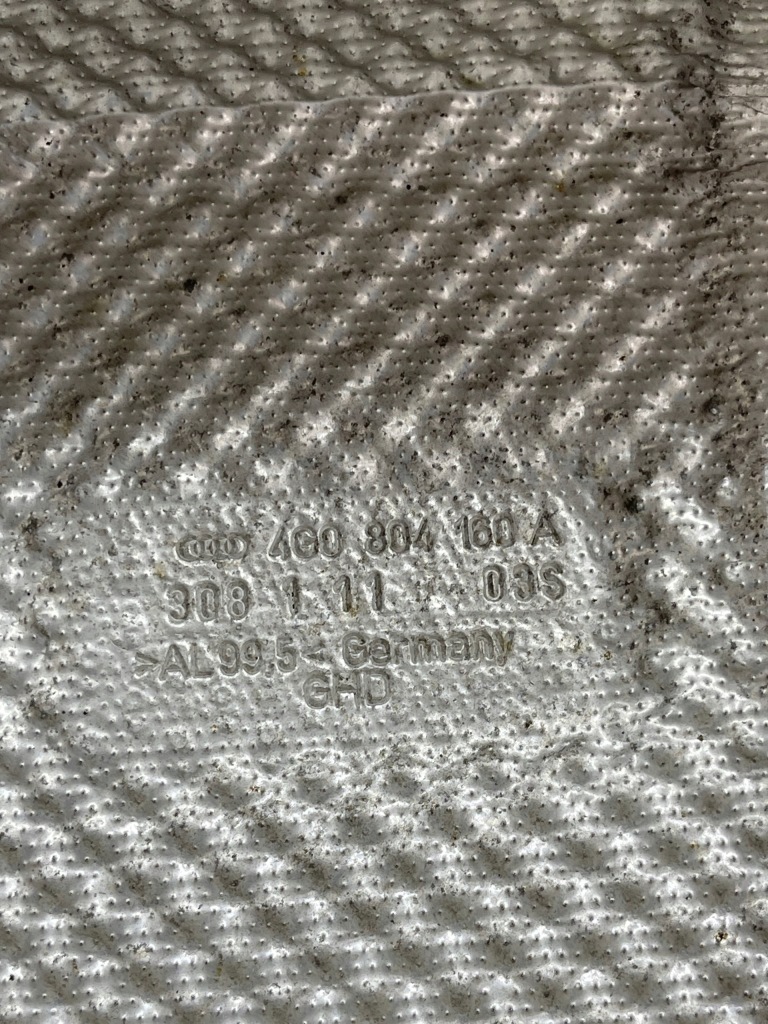 4G0 804 160 A
308 1 11 03S
>AL 99.5< Germany
GHD